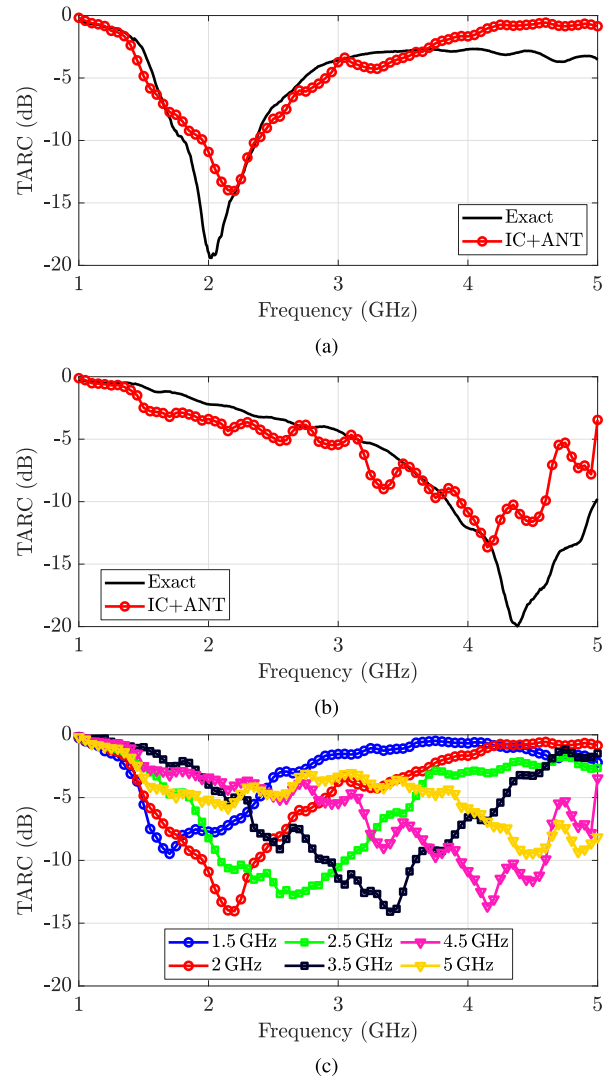 0
-5
-10
-15
-20
TARC (dB)
Exact
IC+ANT
1 2 3 4 5
Frequency (GHz)
(a)
0
-5
-10
-15
-20
TARC (dB)
Exact
IC+ANT
1 2 3 4 5
Frequency (GHz)
(b)
0
-5
-10
-15
-20
TARC (dB)
1.5 GHz 2.5 GHz 4.5 GHz
2 GHz 3.5 GHz 5 GHz
1 2 3 4 5
Frequency (GHz)
(c)